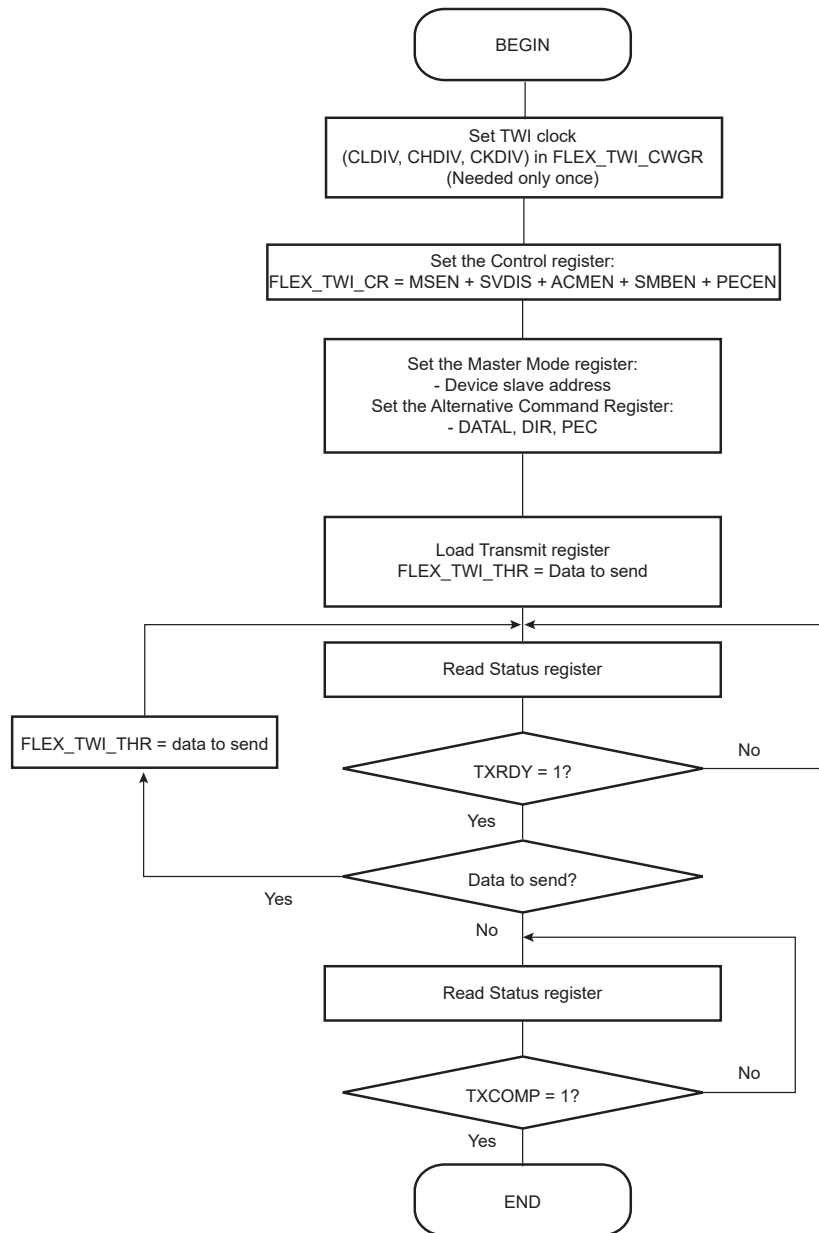 BEGIN
Set TWI clock
(CLDIV, CHDIV, CKDIV) in FLEX_TWI_CWGR
(Needed only once)
Set the Control register:
FLEX_TWI_CR = MSEN + SVDIS + ACMEN + SMBEN + PECEN
Set the Master Mode register:
- Device slave address
Set the Alternative Command Register:
- DATAL, DIR, PEC
Load Transmit register
FLEX_TWI_THR = Data to send
Read Status register
FLEX_TWI_THR = data to send
TXRDY = 1?
No
Yes
Data to send?
Yes
No
Read Status register
TXCOMP = 1?
No
Yes
END